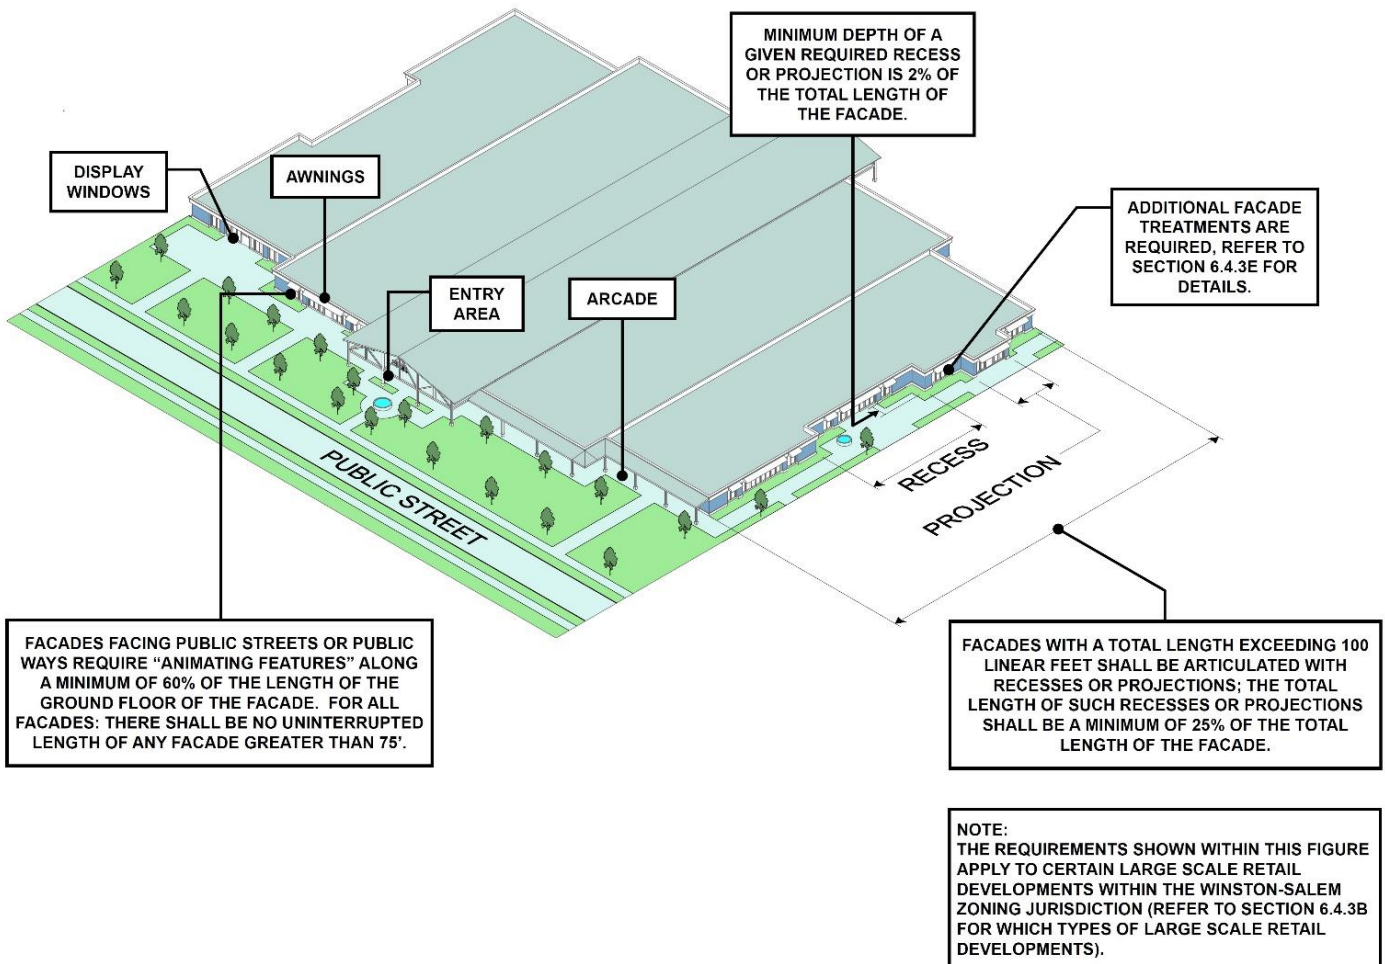 MINIMUM DEPTH OF A
GIVEN REQUIRED RECESS
OR PROJECTION IS 2% OF
THE TOTAL LENGTH OF
THE FACADE.
DISPLAY
WINDOWS
AWNINGS
ADDITIONAL FACADE
TREATMENTS ARE
REQUIRED, REFER TO
SECTION 6.4.3E FOR
DETAILS.
ENTRY
AREA
ARCADE
PUBLIC STREET
RECESS
PROJECTION
FACADES FACING PUBLIC STREETS OR PUBLIC
WAYS REQUIRE “ANIMATING FEATURES” ALONG
A MINIMUM OF 60% OF THE LENGTH OF THE
GROUND FLOOR OF THE FACADE.  FOR ALL
FACADES: THERE SHALL BE NO UNINTERRUPTED
LENGTH OF ANY FACADE GREATER THAN 75’.
FACADES WITH A TOTAL LENGTH EXCEEDING 100
LINEAR FEET SHALL BE ARTICULATED WITH
RECESSES OR PROJECTIONS; THE TOTAL
LENGTH OF SUCH RECESSES OR PROJECTIONS
SHALL BE A MINIMUM OF 25% OF THE TOTAL
LENGTH OF THE FACADE.
NOTE:
THE REQUIREMENTS SHOWN WITHIN THIS FIGURE
APPLY TO CERTAIN LARGE SCALE RETAIL
DEVELOPMENTS WITHIN THE WINSTON-SALEM
ZONING JURISDICTION (REFER TO SECTION 6.4.3B
FOR WHICH TYPES OF LARGE SCALE RETAIL
DEVELOPMENTS).